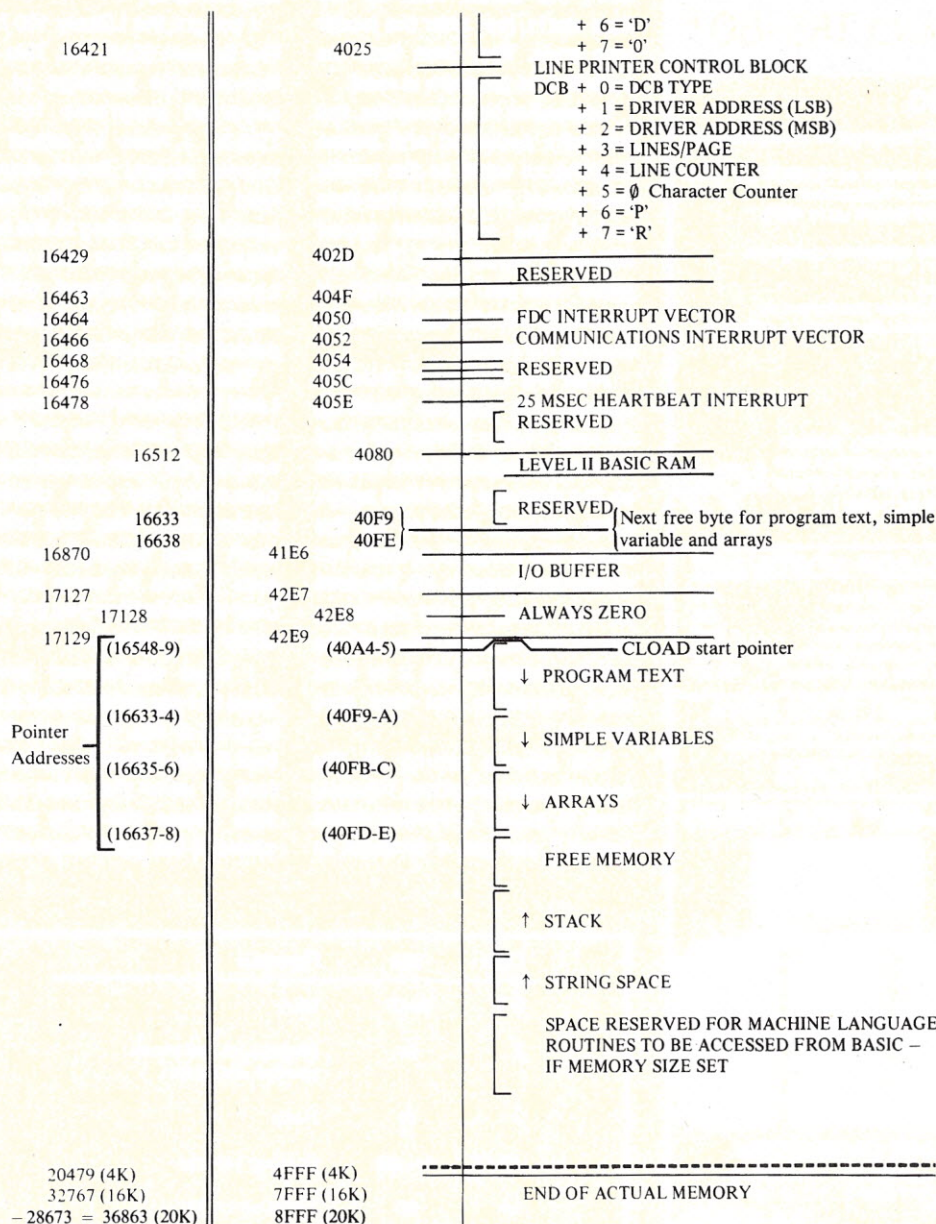 + 6 = ‘D’
+ 7 = ‘0’
16421 4025
LINE PRINTER CONTROL BLOCK
DCB + 0 = DCB TYPE
+ 1 = DRIVER ADDRESS (LSB)
+ 2 = DRIVER ADDRESS (MSB)
+ 3 = LINES/PAGE
+ 4 = LINE COUNTER
+ 5 = ∅ Character Counter
+ 6 = ‘P’
+ 7 = ‘R’
16429 402D
RESERVED
16463 404F
16464 4050 FDC INTERRUPT VECTOR
16466 4052 COMMUNICATIONS INTERRUPT VECTOR
16468 4054
RESERVED
16476 405C
16478 405E 25 MSEC HEARTBEAT INTERRUPT
RESERVED
16512 4080
LEVEL II BASIC RAM
RESERVED
16633 40F9 Next free byte for program text, simple
16638 40FE variable and arrays
16870 41E6
I/O BUFFER
17127 42E7
17128 42E8 ALWAYS ZERO
17129 42E9
(16548-9) (40A4-5) CLOAD start pointer
↓ PROGRAM TEXT
(16633-4) (40F9-A)
Pointer
↓ SIMPLE VARIABLES
Addresses
(16635-6) (40FB-C)
↓ ARRAYS
(16637-8) (40FD-E)
FREE MEMORY
↑ STACK
↑ STRING SPACE
SPACE RESERVED FOR MACHINE LANGUAGE
ROUTINES TO BE ACCESSED FROM BASIC –
IF MEMORY SIZE SET
20479 (4K) 4FFF (4K)
32767 (16K) 7FFF (16K) END OF ACTUAL MEMORY
–28673 = 36863 (20K) 8FFF (20K)